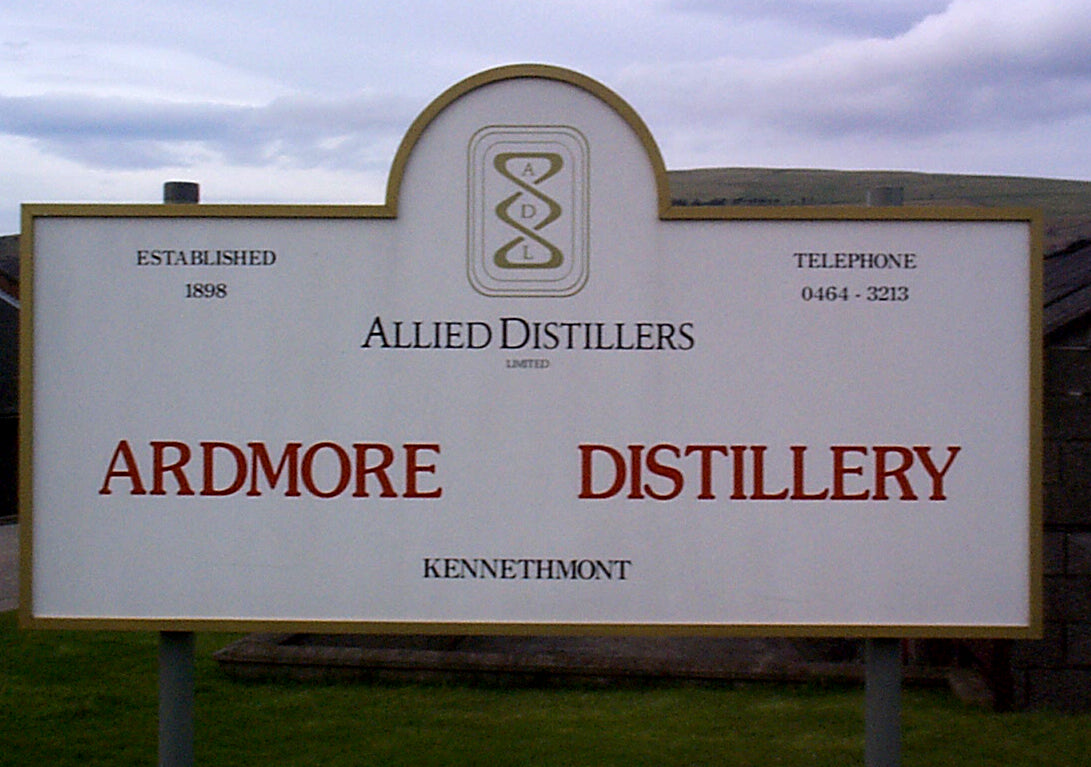 A
D
L
ESTABLISHED
1898
TELEPHONE
0464 - 3213
ALLIED DISTILLERS
LIMITED
ARDMORE DISTILLERY
KENNETHMONT